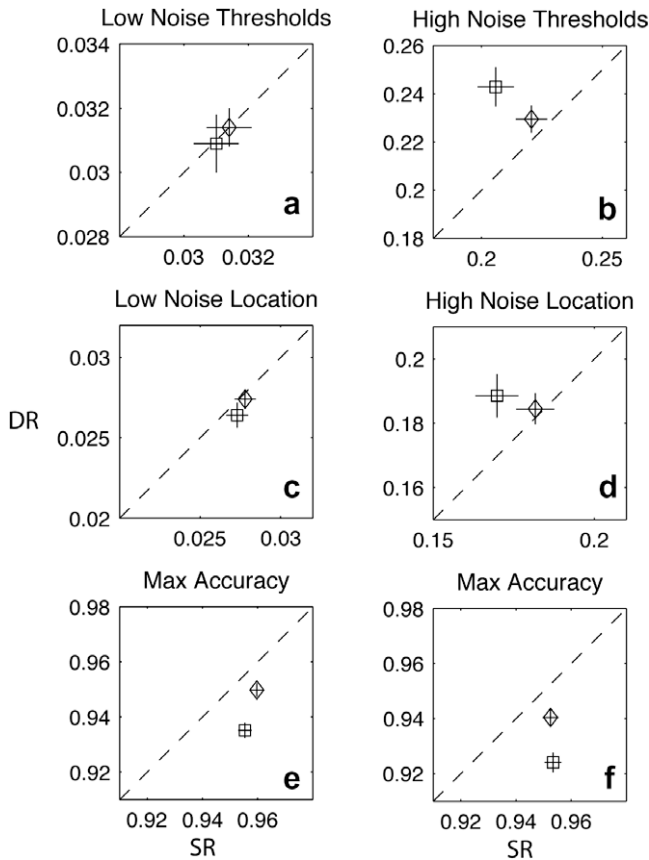 Low Noise Thresholds
0.034
0.032
0.03
0.028
0.03 0.032
a
High Noise Thresholds
0.26
0.24
0.22
0.2
0.18
0.2 0.25
b
Low Noise Location
0.03
0.025
0.02
0.025 0.03
c
High Noise Location
0.2
0.18
0.16
0.15 0.2
d
DR
Max Accuracy
0.98
0.96
0.94
0.92
0.92 0.94 0.96
e
SR
Max Accuracy
0.98
0.96
0.94
0.92
0.92 0.94 0.96
f
SR